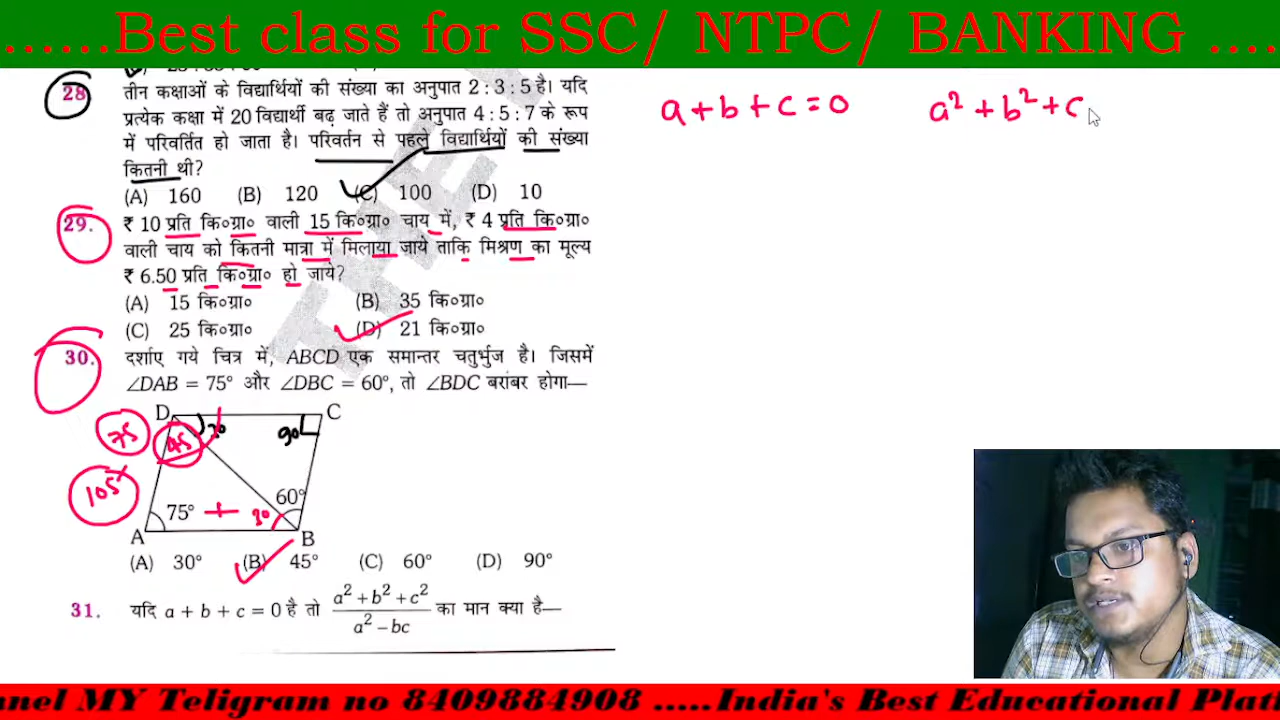 ......Best class for SSC/ NTPC/ BANKING ....
28 तीन कक्षाओं के विद्यार्थियों की संख्या का अनुपात 2 : 3 : 5 है। यदि
प्रत्येक कक्षा में 20 विद्यार्थी बढ़ जाते हैं तो अनुपात 4 : 5 : 7 के रूप
में परिवर्तित हो जाता है। परिवर्तन से पहले विद्यार्थियों की संख्या
कितनी थी?
(A) 160 (B) 120 (C) 100 (D) 10
29. ₹ 10 प्रति कि०ग्रा० वाली 15 कि०ग्रा० चाय में, ₹ 4 प्रति कि०ग्रा०
वाली चाय को कितनी मात्रा में मिलाया जाये ताकि मिश्रण का मूल्य
₹ 6.50 प्रति कि०ग्रा० हो जाये?
(A) 15 कि०ग्रा० (B) 35 कि०ग्रा०
(C) 25 कि०ग्रा० (D) 21 कि०ग्रा०
30. दर्शाए गये चित्र में, ABCD एक समान्तर चतुर्भुज है। जिसमें
∠DAB = 75° और ∠DBC = 60°, तो ∠BDC बरांबर होगा—
D C
75 45 90
105
75° + 60°
A B
(A) 30° (B) 45° (C) 60° (D) 90°
31. यदि a + b + c = 0 है तो (a² + b² + c²)/(a² – bc) का मान क्या है—
a + b + c = 0 a² + b² + c
nnel MY Teligram no 8409884908 .....India's Best Educational Plat